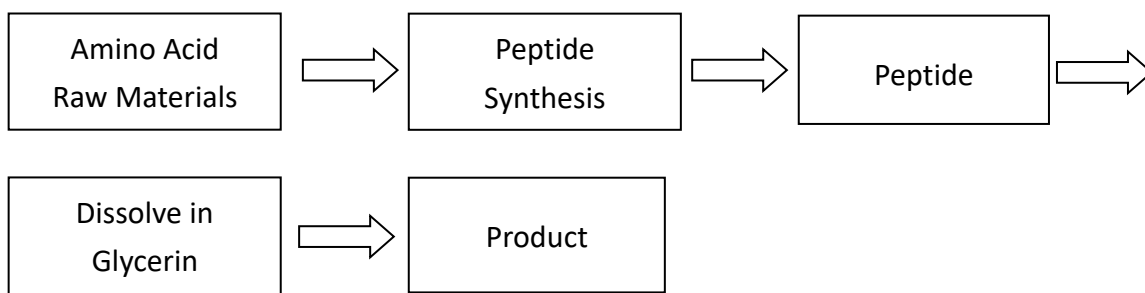 Amino Acid
Raw Materials
Peptide
Synthesis
Peptide
Dissolve in
Glycerin
Product